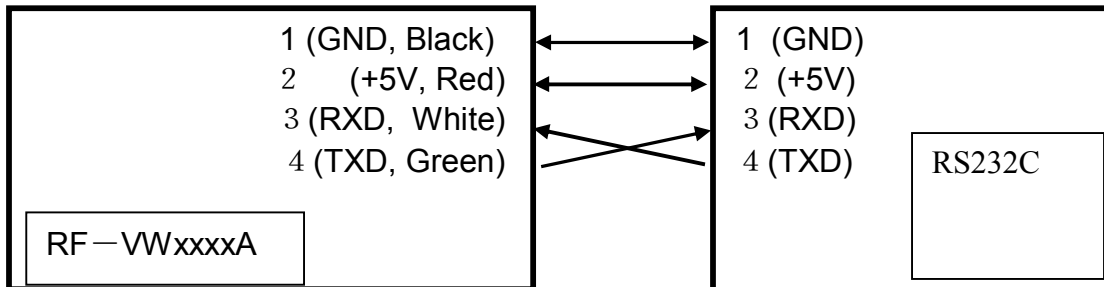 1 (GND, Black)
2 (+5V, Red)
3 (RXD, White)
4 (TXD, Green)
RF－VWxxxxA
1 (GND)
2 (+5V)
3 (RXD)
4 (TXD)
RS232C